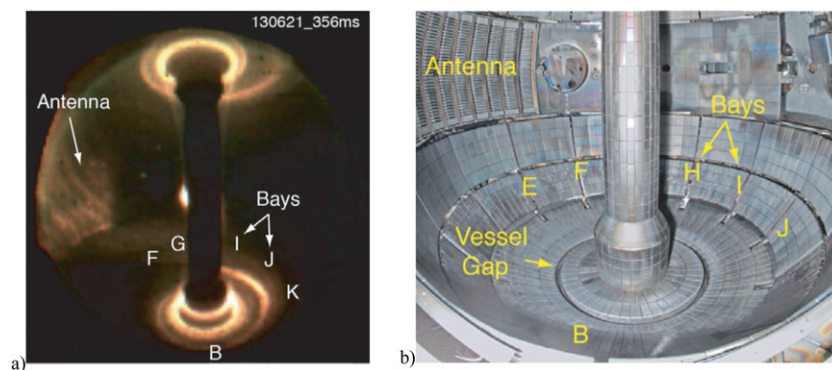 130621_356ms
Antenna
Bays
G
I
F
J
K
B
a)
Antenna
Bays
E
F
H
I
J
Vessel
Gap
B
b)